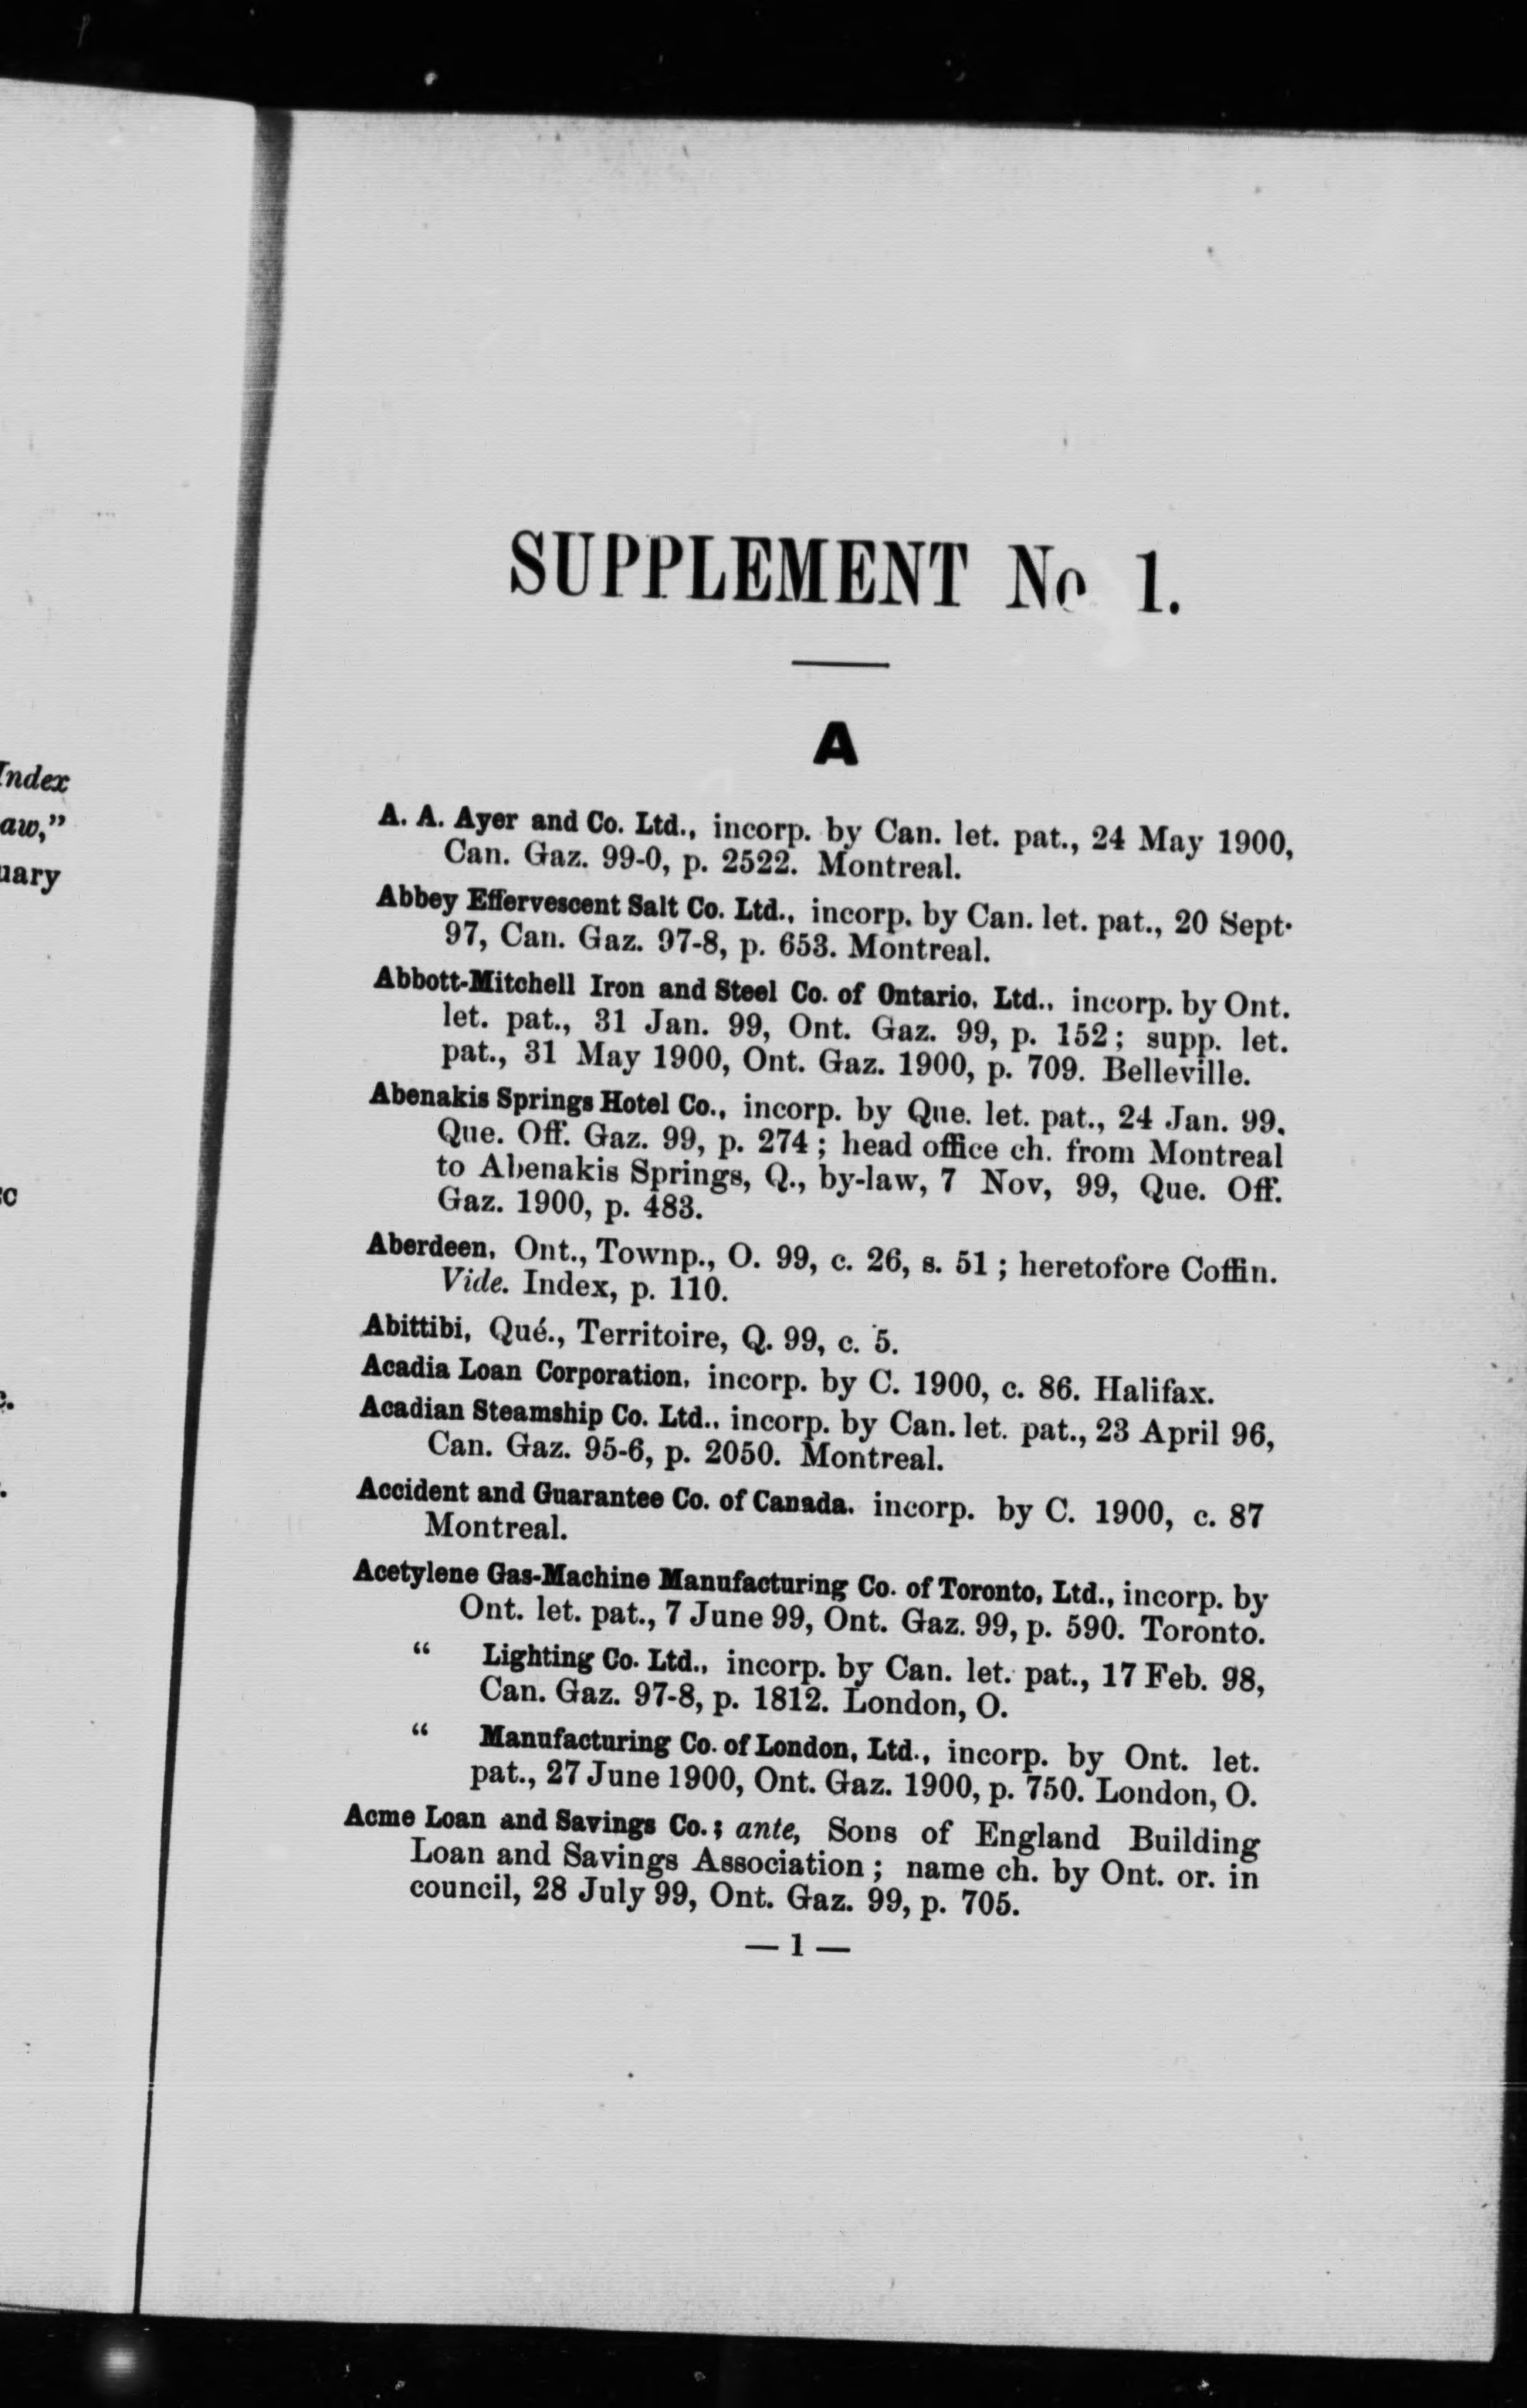 Index
aw,"
SUPPLEMENT No 1.
A
A. A. Ayer and Co. Ltd., incorp. by Can. let. pat., 24 May 1900,
Can. Gaz. 99-0, p. 2522. Montreal.
Abbey Effervescent Salt Co. Ltd., incorp. by Can. let. pat., 20 Sept.
97, Can. Gaz. 97-8, p. 653. Montreal.
Abbott-Mitchell Iron and Steel Co. of Ontario, Ltd., incorp. by Ont.
let. pat., 31 Jan. 99, Ont. Gaz. 99, p. 152; supp. let.
pat., 31 May 1900, Ont. Gaz. 1900, p. 709. Belleville.
Abenakis Springs Hotel Co., incorp. by Que. let. pat., 24 Jan. 99,
Que. Off. Gaz. 99, p. 274; head office ch. from Montreal
to Abenakis Springs, Q., by-law, 7 Nov, 99, Que. Off.
Gaz. 1900, p. 483.
Aberdeen, Ont., Townp., O. 99, c. 26, s. 51; heretofore Coffin.
Vide. Index, p. 110.
Abittibi, Qué., Territoire, Q. 99, c. 5.
Acadia Loan Corporation, incorp. by C. 1900, c. 86. Halifax.
Acadian Steamship Co. Ltd., incorp. by Can. let. pat., 23 April 96,
Can. Gaz. 95-6, p. 2050. Montreal.
Accident and Guarantee Co. of Canada, incorp. by C. 1900, c. 87
Montreal.
Acetylene Gas-Machine Manufacturing Co. of Toronto, Ltd., incorp. by
Ont. let. pat., 7 June 99, Ont. Gaz. 99, p. 590. Toronto.
" Lighting Co. Ltd., incorp. by Can. let. pat., 17 Feb. 98,
Can. Gaz. 97-8, p. 1812. London, O.
" Manufacturing Co. of London, Ltd., incorp. by Ont. let.
pat., 27 June 1900, Ont. Gaz. 1900, p. 750. London, O.
Acme Loan and Savings Co.; ante, Sons of England Building
Loan and Savings Association; name ch. by Ont. or. in
council, 28 July 99, Ont. Gaz. 99, p. 705.
— 1 —